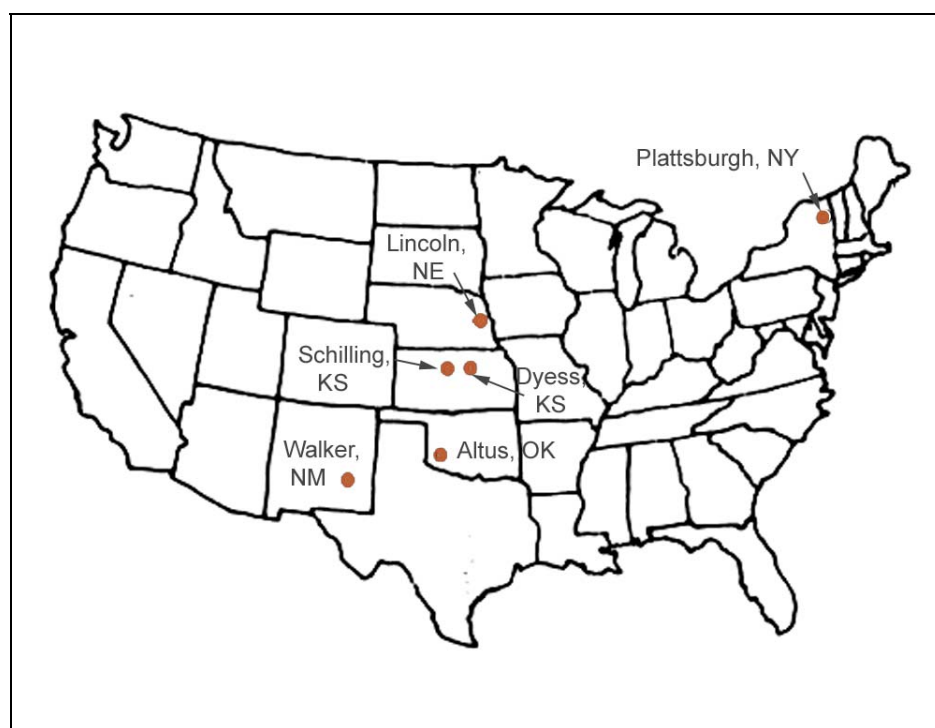 Plattsburgh, NY
Lincoln,
NE
Schilling,
KS
Dyess,
KS
Walker,
NM
Altus, OK